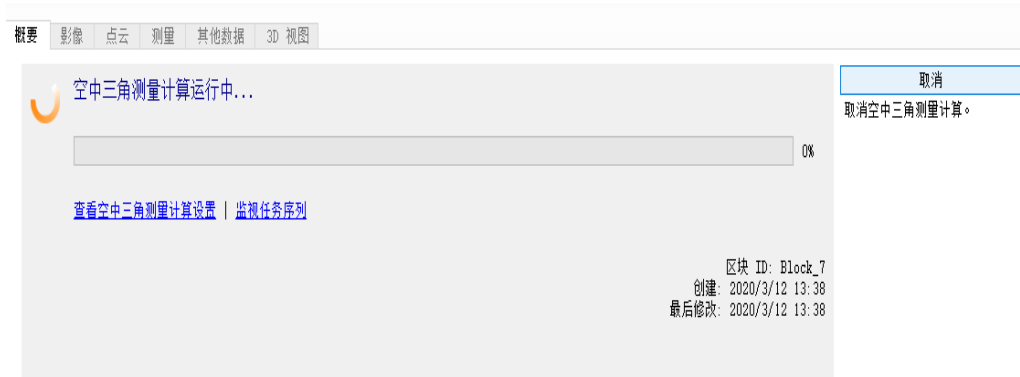 概要 影像 点云 测量 其他数据 3D 视图
空中三角测量计算运行中...
取消
取消空中三角测量计算。
0%
查看空中三角测量计算设置 | 监视任务序列
区块 ID: Block_7
创建: 2020/3/12 13:38
最后修改: 2020/3/12 13:38